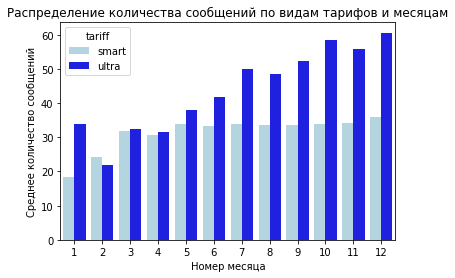 Распределение количества сообщений по видам тарифов и месяцам
tariff
smart
ultra
Среднее количество сообщений
60
50
40
30
20
10
0
1 2 3 4 5 6 7 8 9 10 11 12
Номер месяца